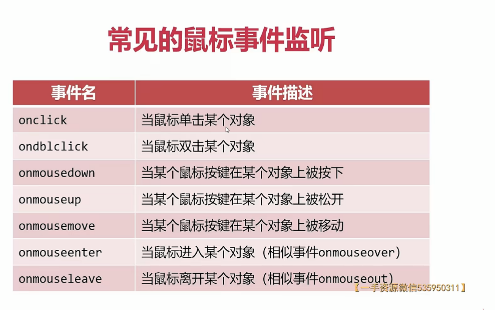 常见的鼠标事件监听
事件名 事件描述
onclick 当鼠标单击某个对象
ondblclick 当鼠标双击某个对象
onmousedown 当某个鼠标按键在某个对象上被按下
onmouseup 当某个鼠标按键在某个对象上被松开
onmousemove 当某个鼠标按键在某个对象上被移动
onmouseenter 当鼠标进入某个对象（相似事件onmouseover）
onmouseleave 当鼠标离开某个对象（相似事件onmouseout）
【一手资源微信535950311】